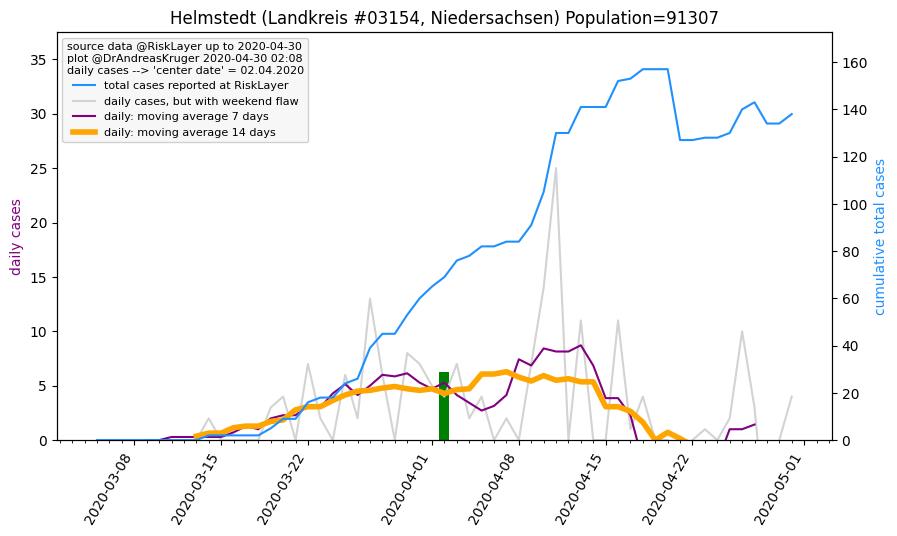 Helmstedt (Landkreis #03154, Niedersachsen) Population=91307
source data @RiskLayer up to 2020-04-30
plot @DrAndreasKruger 2020-04-30 02:08
daily cases --> 'center date' = 02.04.2020
total cases reported at RiskLayer
daily cases, but with weekend flaw
daily: moving average 7 days
daily: moving average 14 days
daily cases
35
30
25
20
15
10
5
0
cumulative total cases
160
140
120
100
80
60
40
20
0
2020-03-08
2020-03-15
2020-03-22
2020-04-01
2020-04-08
2020-04-15
2020-04-22
2020-05-01